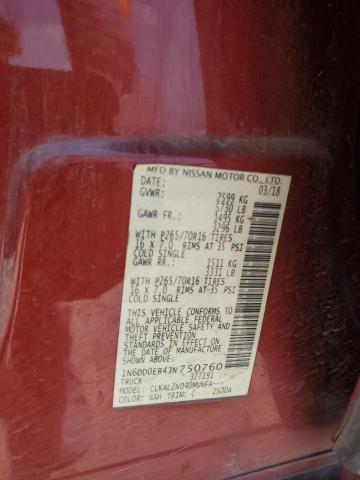 MFD BY NISSAN MOTOR CO., LTD.
DATE: 03/18
GVWR: 2599 KG
5730 LB
GAWR FR.: 1495 KG
3296 LB
WITH P265/70R16 TIRES
16 X 7.0 RIMS AT 35 PSI
COLD SINGLE
GAWR RR.: 1511 KG
3331 LB
WITH P265/70R16 TIRES
16 X 7.0 RIMS AT 35 PSI
COLD SINGLE
THIS VEHICLE CONFORMS TO ALL
APPLICABLE FEDERAL
MOTOR VEHICLE SAFETY AND THEFT
STANDARDS IN EFFECT ON THE
DATE OF MANUFACTURE SHOWN
ABOVE.
1N6DD0ER4JN750760
TRUCK 327191
MODEL: CLKALZND40MUNFA---
COLOR: NAH TRIM: C